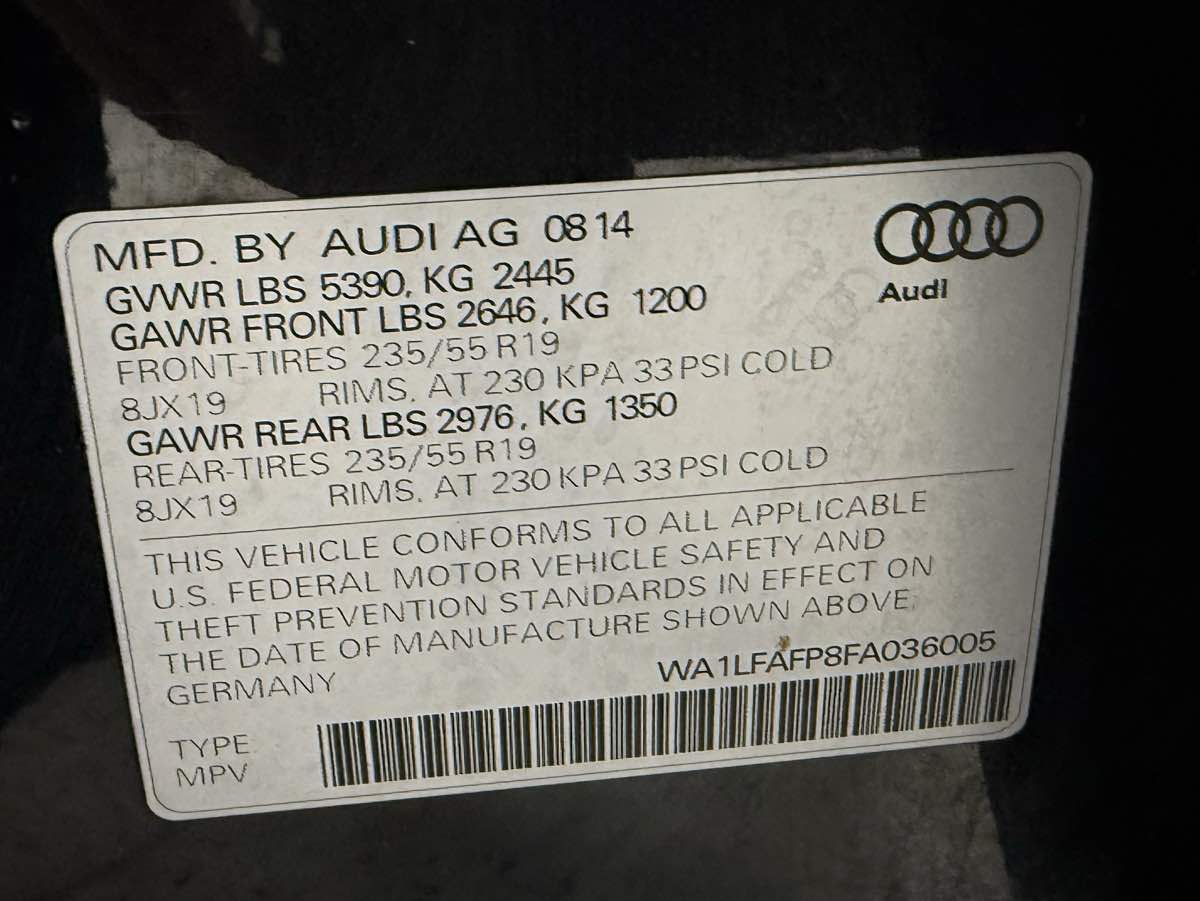 MFD. BY AUDI AG 08 14
Audi
GVWR LBS 5390, KG 2445
GAWR FRONT LBS 2646, KG 1200
FRONT-TIRES 235/55 R19
8JX19 RIMS, AT 230 KPA 33 PSI COLD
GAWR REAR LBS 2976, KG 1350
REAR-TIRES 235/55 R19
8JX19 RIMS, AT 230 KPA 33 PSI COLD
THIS VEHICLE CONFORMS TO ALL APPLICABLE
U.S. FEDERAL MOTOR VEHICLE SAFETY AND
THEFT PREVENTION STANDARDS IN EFFECT ON
THE DATE OF MANUFACTURE SHOWN ABOVE.
GERMANY WA1LFAFP8FA036005
TYPE
MPV